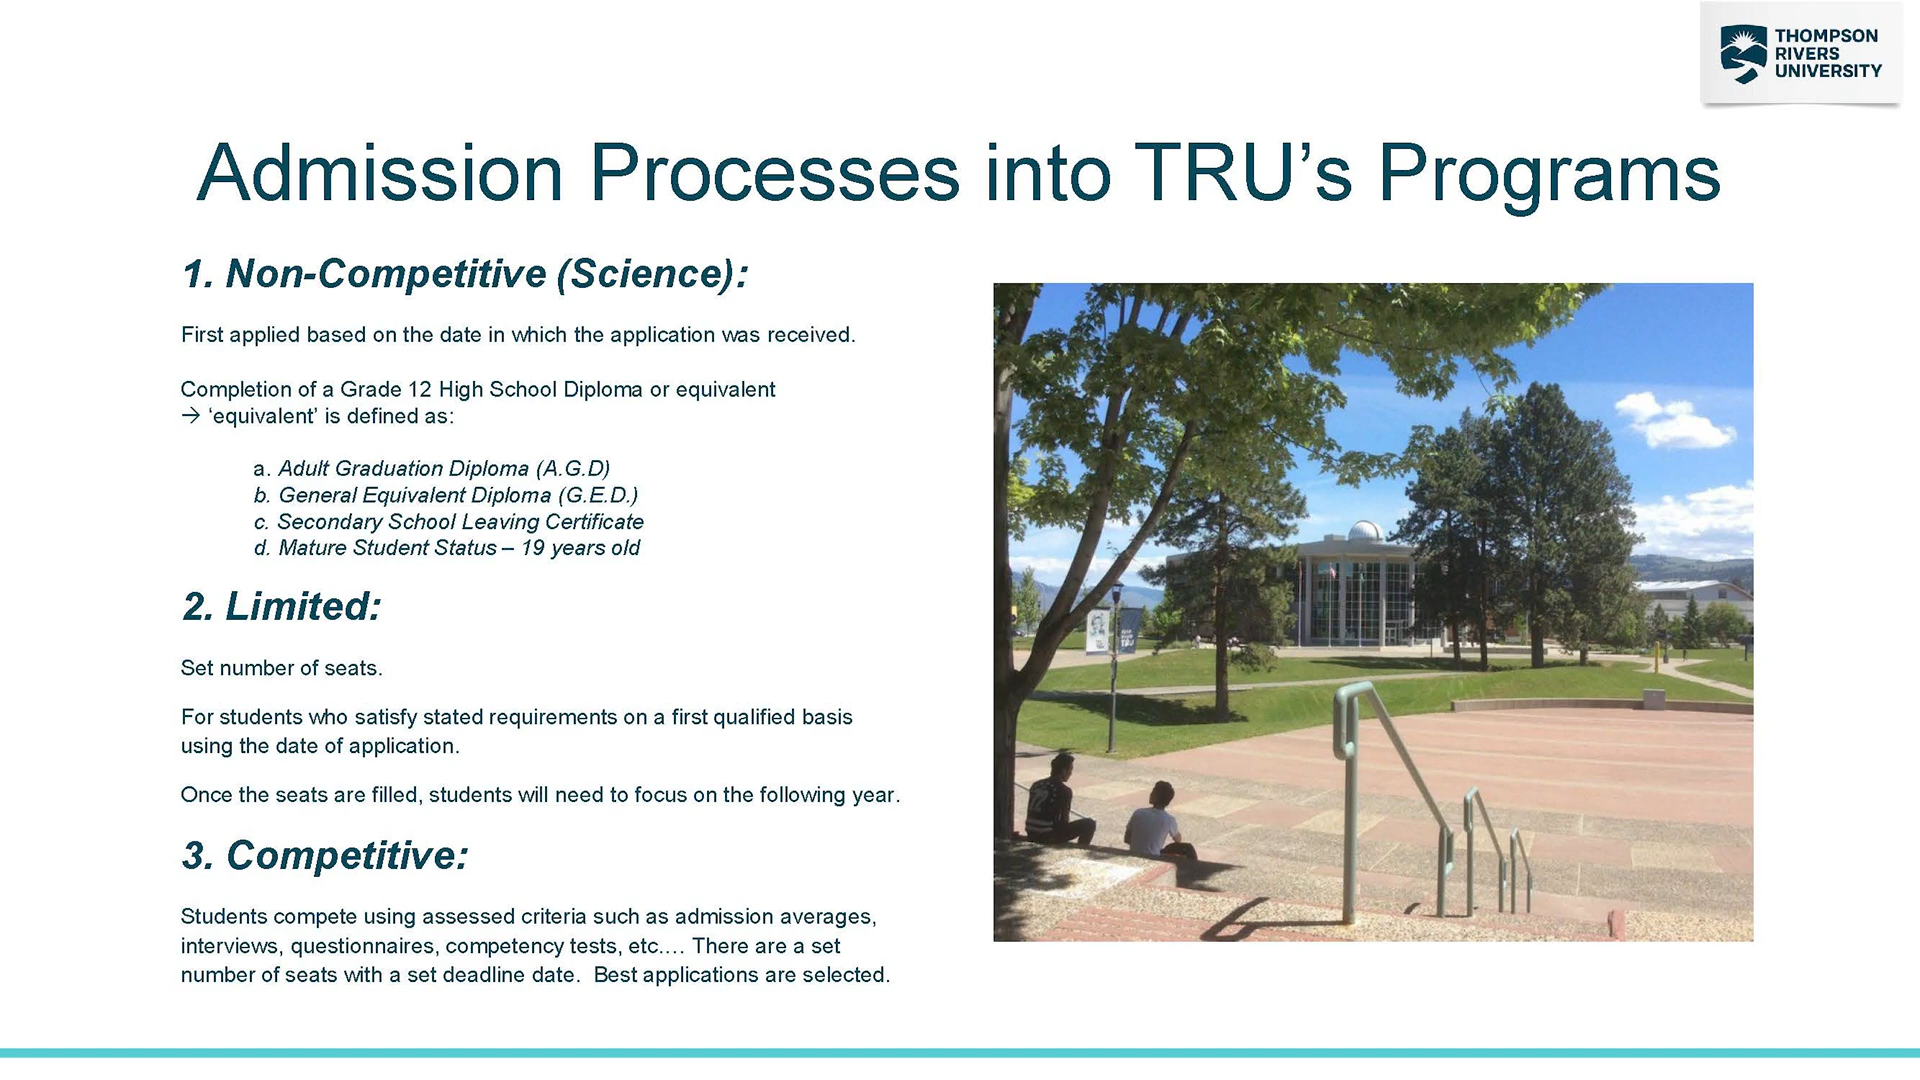 THOMPSON
RIVERS
UNIVERSITY
Admission Processes into TRU’s Programs
1. Non-Competitive (Science):
First applied based on the date in which the application was received.
Completion of a Grade 12 High School Diploma or equivalent
→ ‘equivalent’ is defined as:
a. Adult Graduation Diploma (A.G.D)
b. General Equivalent Diploma (G.E.D.)
c. Secondary School Leaving Certificate
d. Mature Student Status – 19 years old
2. Limited:
Set number of seats.
For students who satisfy stated requirements on a first qualified basis
using the date of application.
Once the seats are filled, students will need to focus on the following year.
3. Competitive:
Students compete using assessed criteria such as admission averages,
interviews, questionnaires, competency tests, etc.… There are a set
number of seats with a set deadline date.  Best applications are selected.